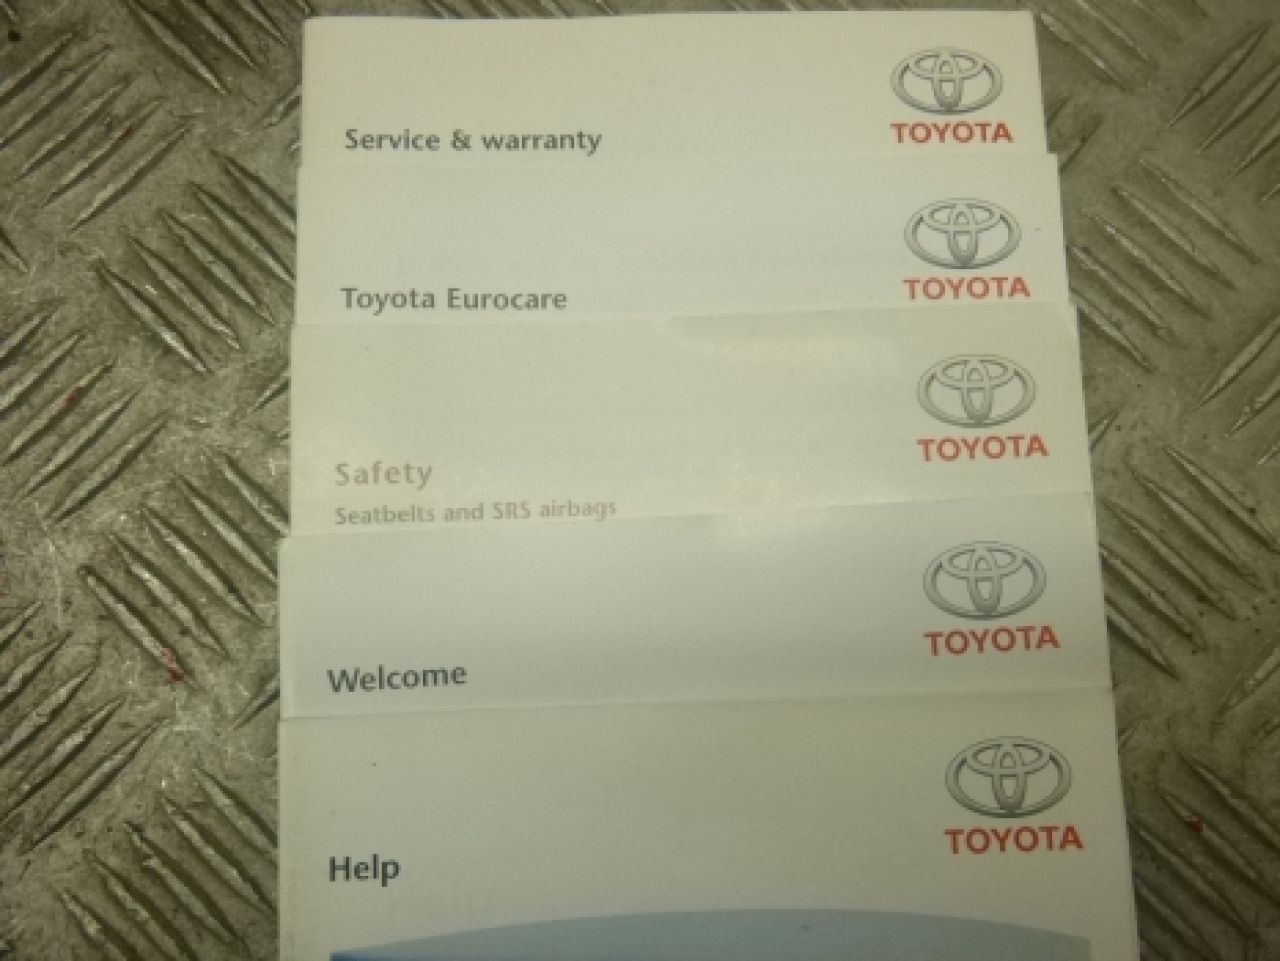 TOYOTA
Service & warranty
TOYOTA
Toyota Eurocare
TOYOTA
Safety
Seatbelts and SRS airbags
TOYOTA
Welcome
TOYOTA
Help